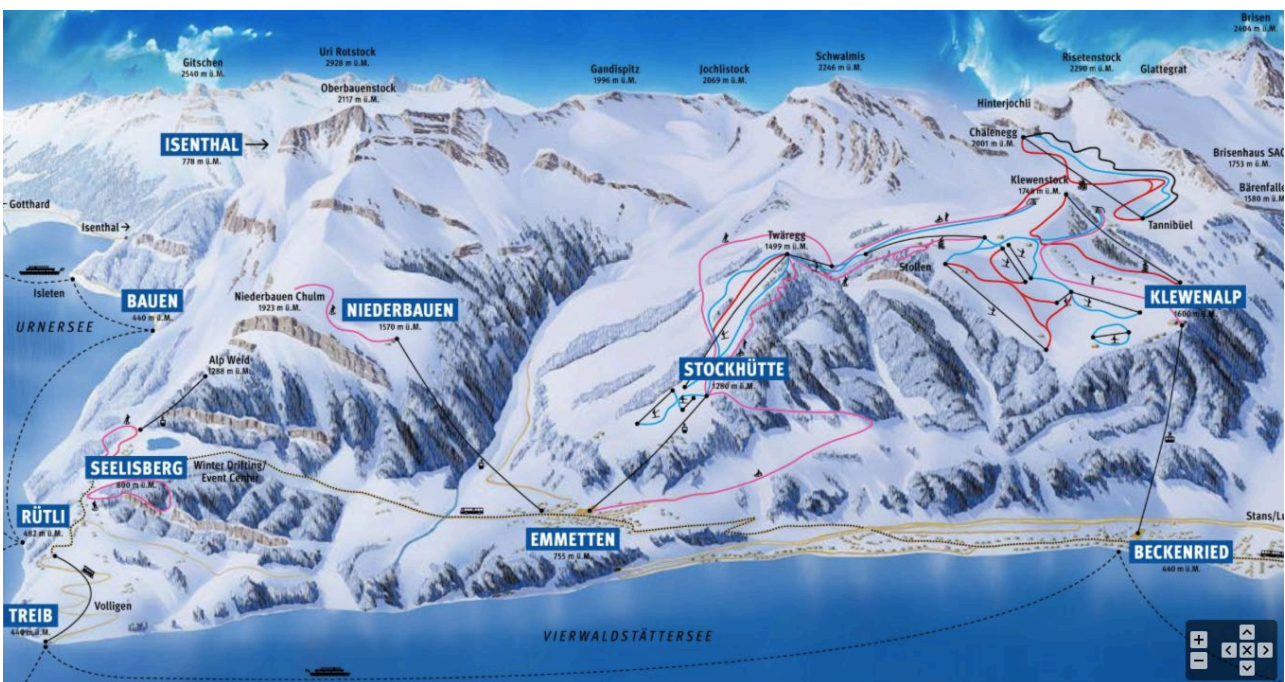 Brisen
2404 m ü.M.
Gitschen
2540 m ü.M.
Uri Rotstock
2928 m ü.M.
Oberbauenstock
2117 m ü.M.
Gandispitz
1996 m ü.M.
Jochlistock
2069 m ü.M.
Schwalmis
2246 m ü.M.
Risetenstock
2290 m ü.M.
Glattegrat
Hinterjochli
Chälenegg
2001 m ü.M.
ISENTHAL
778 m ü.M.
Brisenhaus SAC
1753 m ü.M.
Klewenstock
Bärenfalle
1580 m ü.M.
Gotthard
Isenthal
Tannibüel
Twäregg
1499 m ü.M.
Stollen
Isleten
BAUEN
440 m ü.M.
Niederbauen Chulm
1923 m ü.M.
NIEDERBAUEN
1570 m ü.M.
KLEWENALP
1600 m ü.M.
URNERSEE
Alp Weid
1288 m ü.M.
STOCKHÜTTE
1280 m ü.M.
SEELISBERG
800 m ü.M.
Winter Drifting/
Event Center
RÜTLI
482 m ü.M.
EMMETTEN
755 m ü.M.
Stans/Lu
BECKENRIED
440 m ü.M.
TREIB
440 m ü.M.
Volligen
VIERWALDSTÄTTERSEE